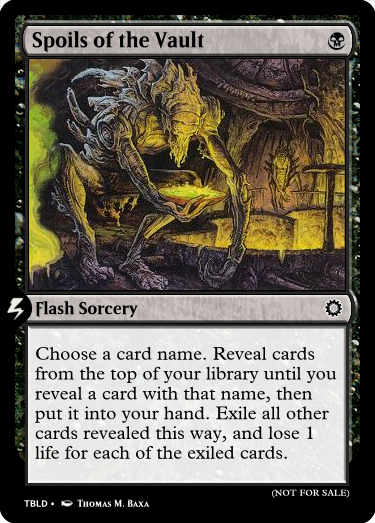 Spoils of the Vault
Flash Sorcery
Choose a card name. Reveal cards
from the top of your library until you
reveal a card with that name, then
put it into your hand. Exile all other
cards revealed this way, and lose 1
life for each of the exiled cards.
(NOT FOR SALE)
TBLD • Thomas M. Baxa